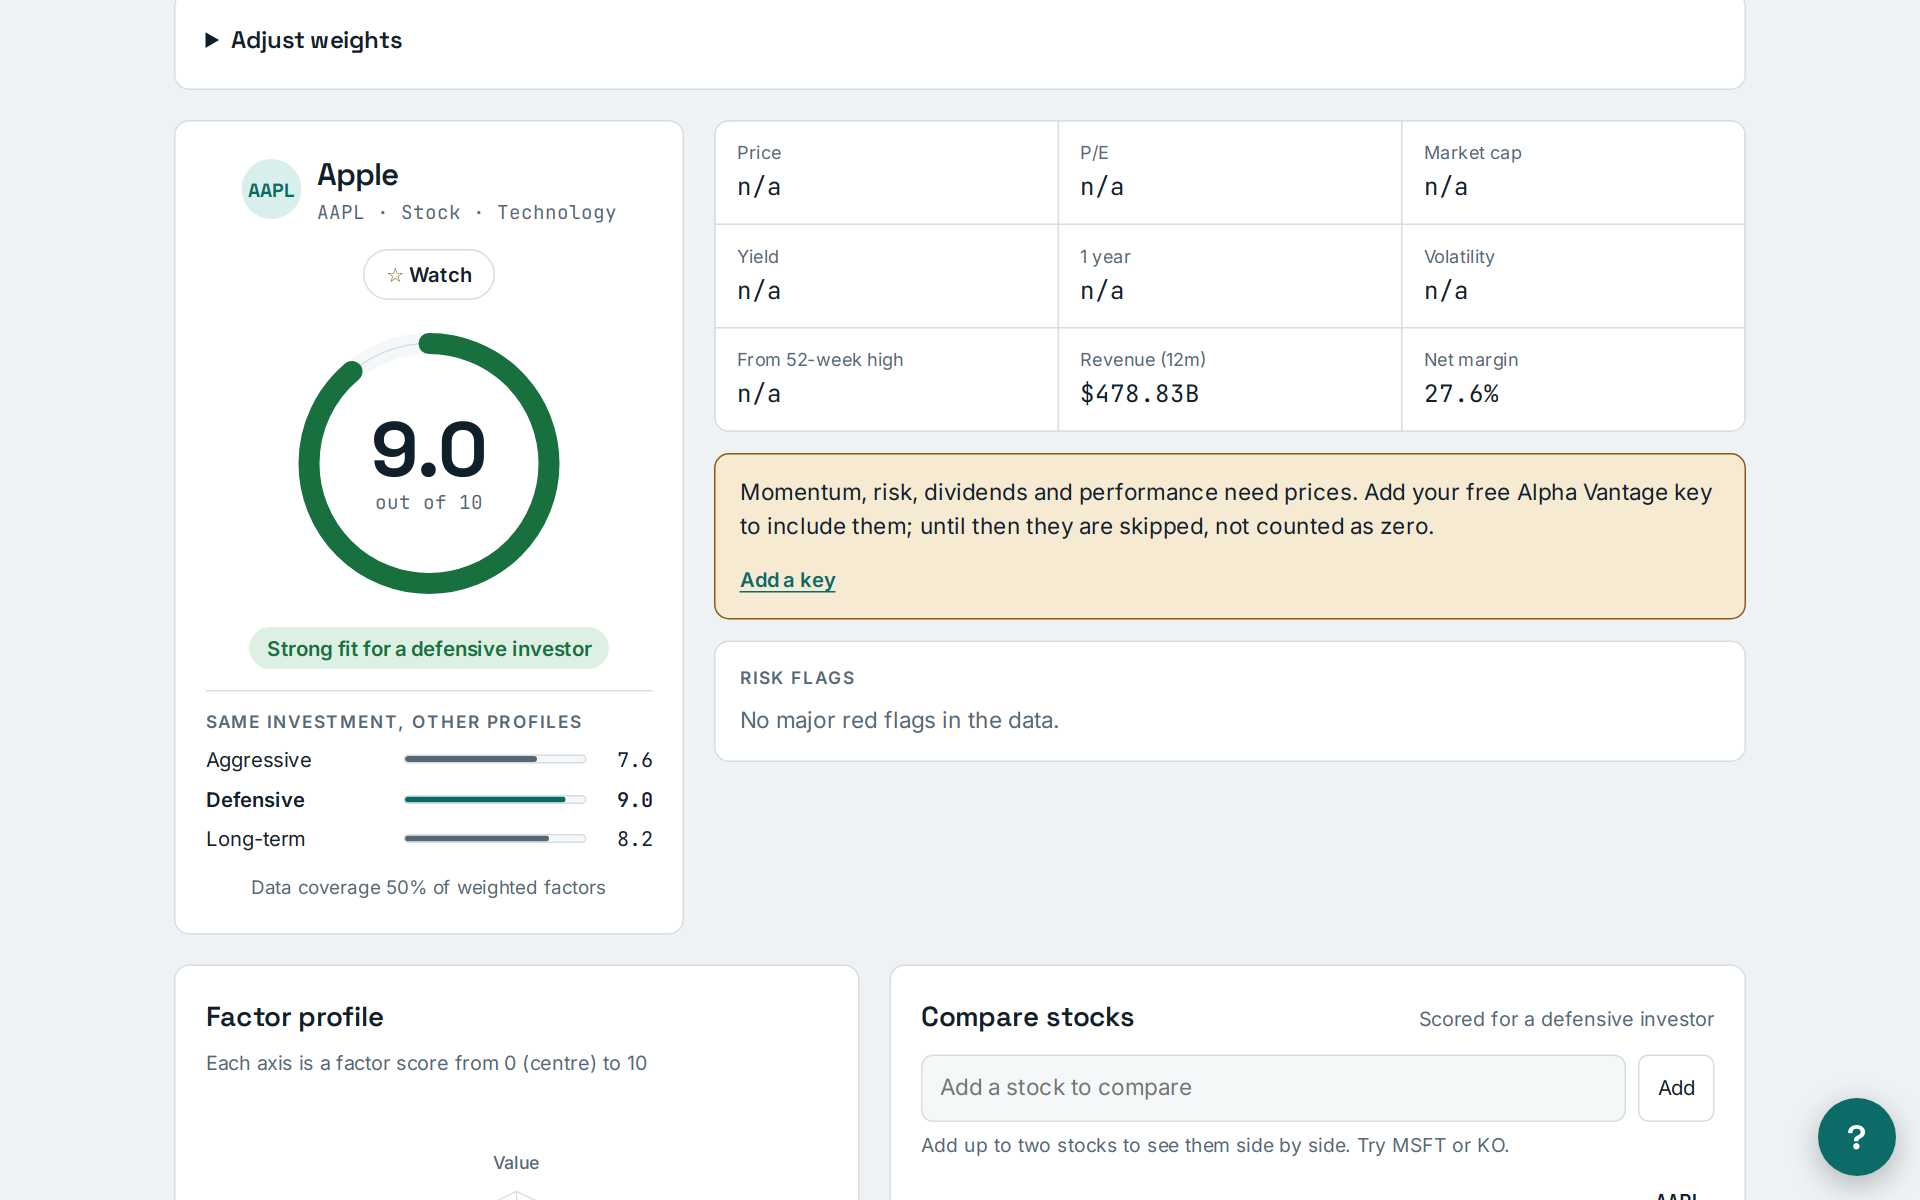 Adjust weights
AAPL
Apple
AAPL · Stock · Technology
☆ Watch
9.0
out of 10
Strong fit for a defensive investor
SAME INVESTMENT, OTHER PROFILES
Aggressive 7.6
Defensive 9.0
Long-term 8.2
Data coverage 50% of weighted factors
Price
n/a
P/E
n/a
Market cap
n/a
Yield
n/a
1 year
n/a
Volatility
n/a
From 52-week high
n/a
Revenue (12m)
$478.83B
Net margin
27.6%
Momentum, risk, dividends and performance need prices. Add your free Alpha Vantage key
to include them; until then they are skipped, not counted as zero.
Add a key
RISK FLAGS
No major red flags in the data.
Factor profile
Each axis is a factor score from 0 (centre) to 10
Value
Compare stocks
Scored for a defensive investor
Add a stock to compare
Add
Add up to two stocks to see them side by side. Try MSFT or KO.
AAPL
?